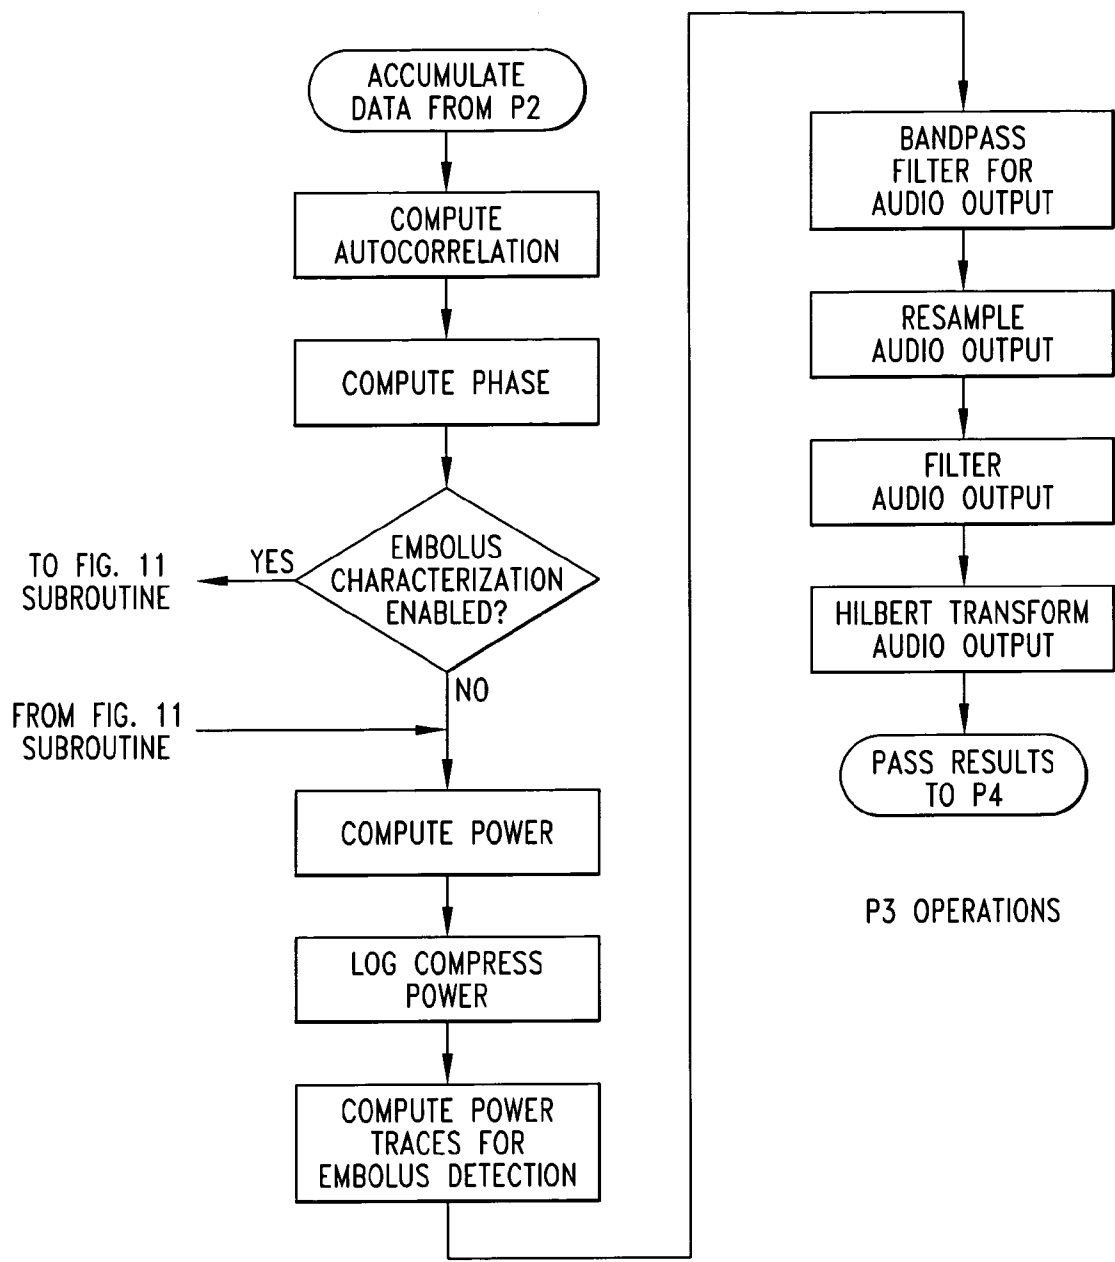 ACCUMULATE
DATA FROM P2
COMPUTE
AUTOCORRELATION
COMPUTE PHASE
EMBOLUS
CHARACTERIZATION
ENABLED?
YES
TO FIG. 11
SUBROUTINE
NO
FROM FIG. 11
SUBROUTINE
COMPUTE POWER
LOG COMPRESS
POWER
COMPUTE POWER
TRACES FOR
EMBOLUS DETECTION
BANDPASS
FILTER FOR
AUDIO OUTPUT
RESAMPLE
AUDIO OUTPUT
FILTER
AUDIO OUTPUT
HILBERT TRANSFORM
AUDIO OUTPUT
PASS RESULTS
TO P4
P3 OPERATIONS